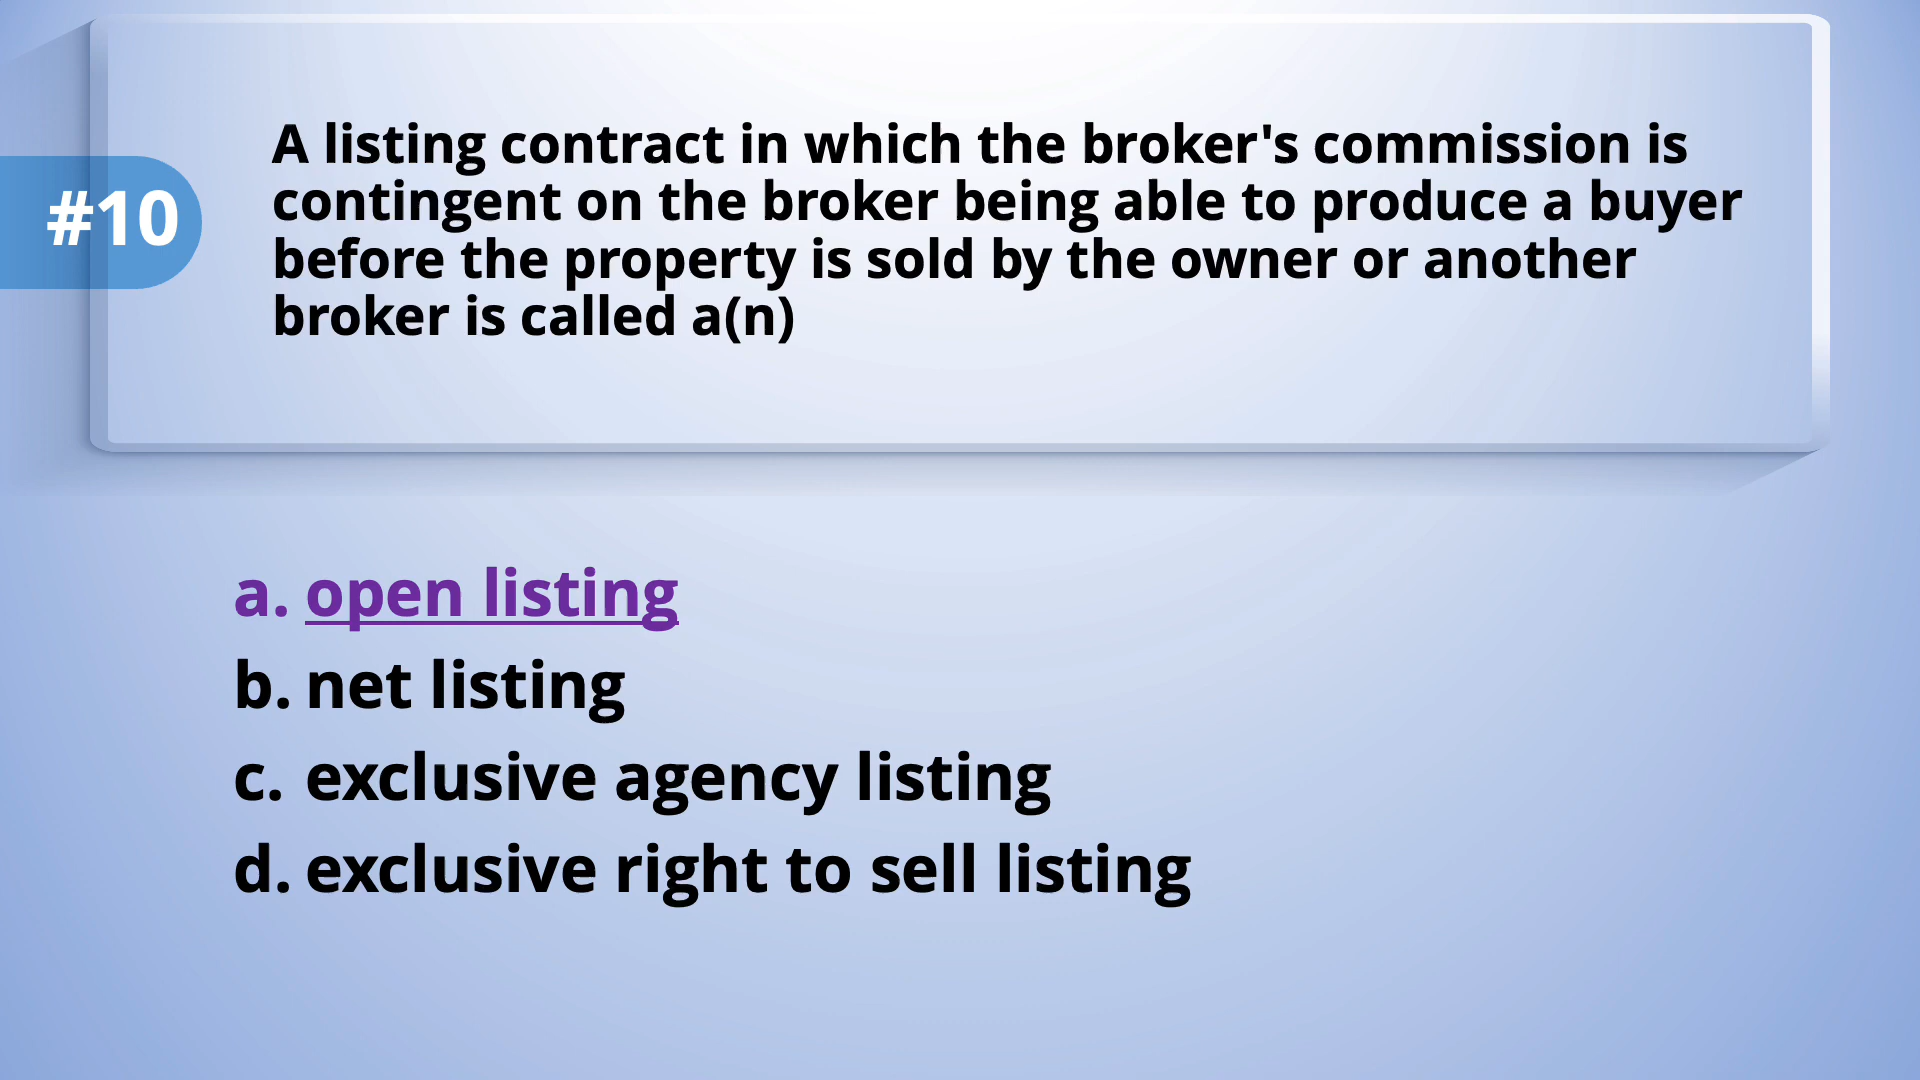 #10
A listing contract in which the broker's commission is
contingent on the broker being able to produce a buyer
before the property is sold by the owner or another
broker is called a(n)
a. open listing
b. net listing
c. exclusive agency listing
d. exclusive right to sell listing